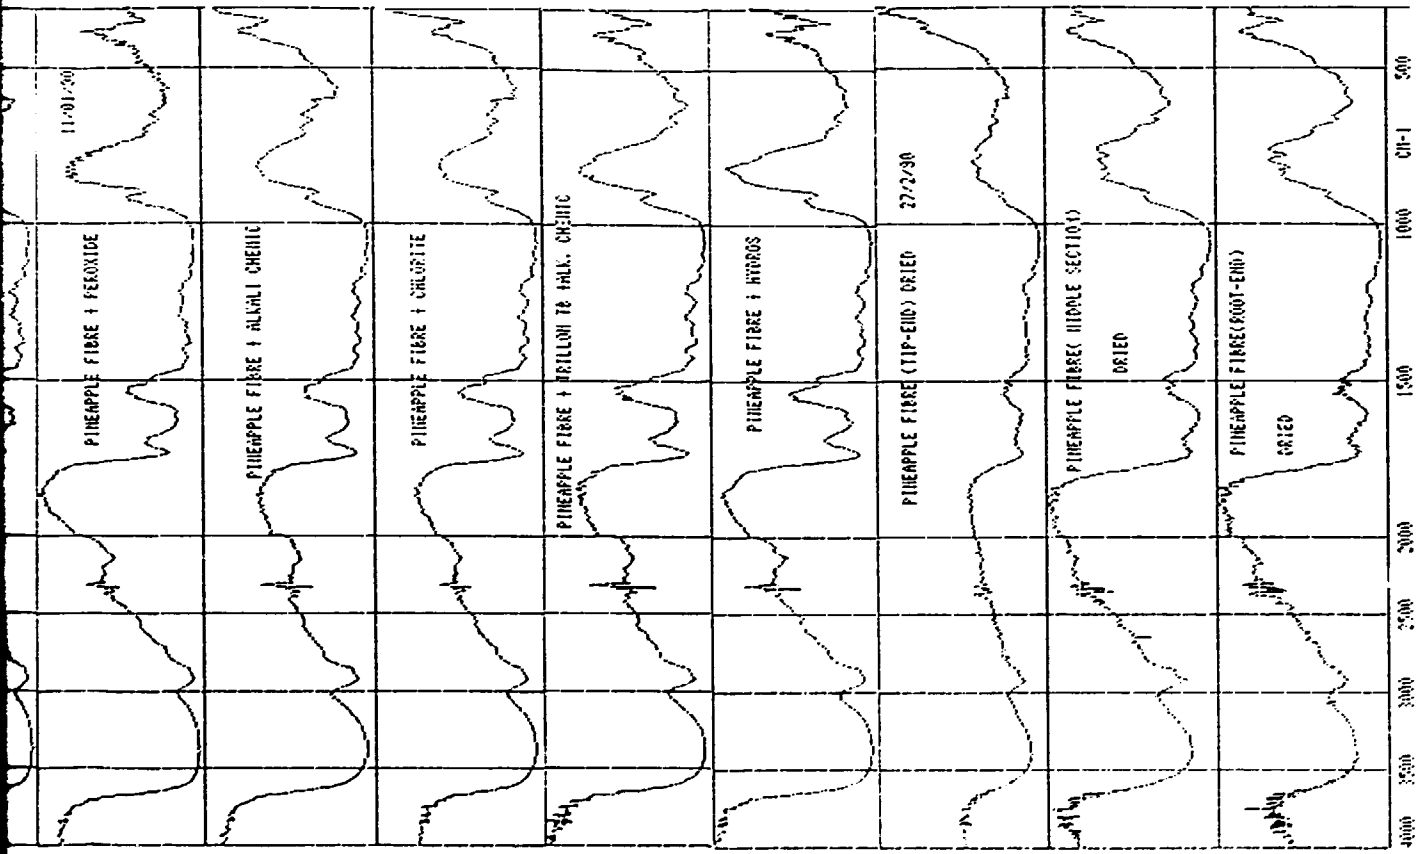 11/01/90
PINEAPPLE FIBRE + PEROXIDE
PINEAPPLE FIBRE + ALKALI CHEMIC
PINEAPPLE FIBRE + CHLORITE
PINEAPPLE FIBRE + TRILLON TB +ALK. CHEMIC
PINEAPPLE FIBRE + HYDROS
PINEAPPLE FIBRE (TIP-END) DRIED 27/2/90
PINEAPPLE FIBRE( MIDDLE SECTION)
DRIED
PINEAPPLE FIBRE(ROOT-END)
DRIED
4000 3500 3000 2500 2000 1500 1000 CM-1 500